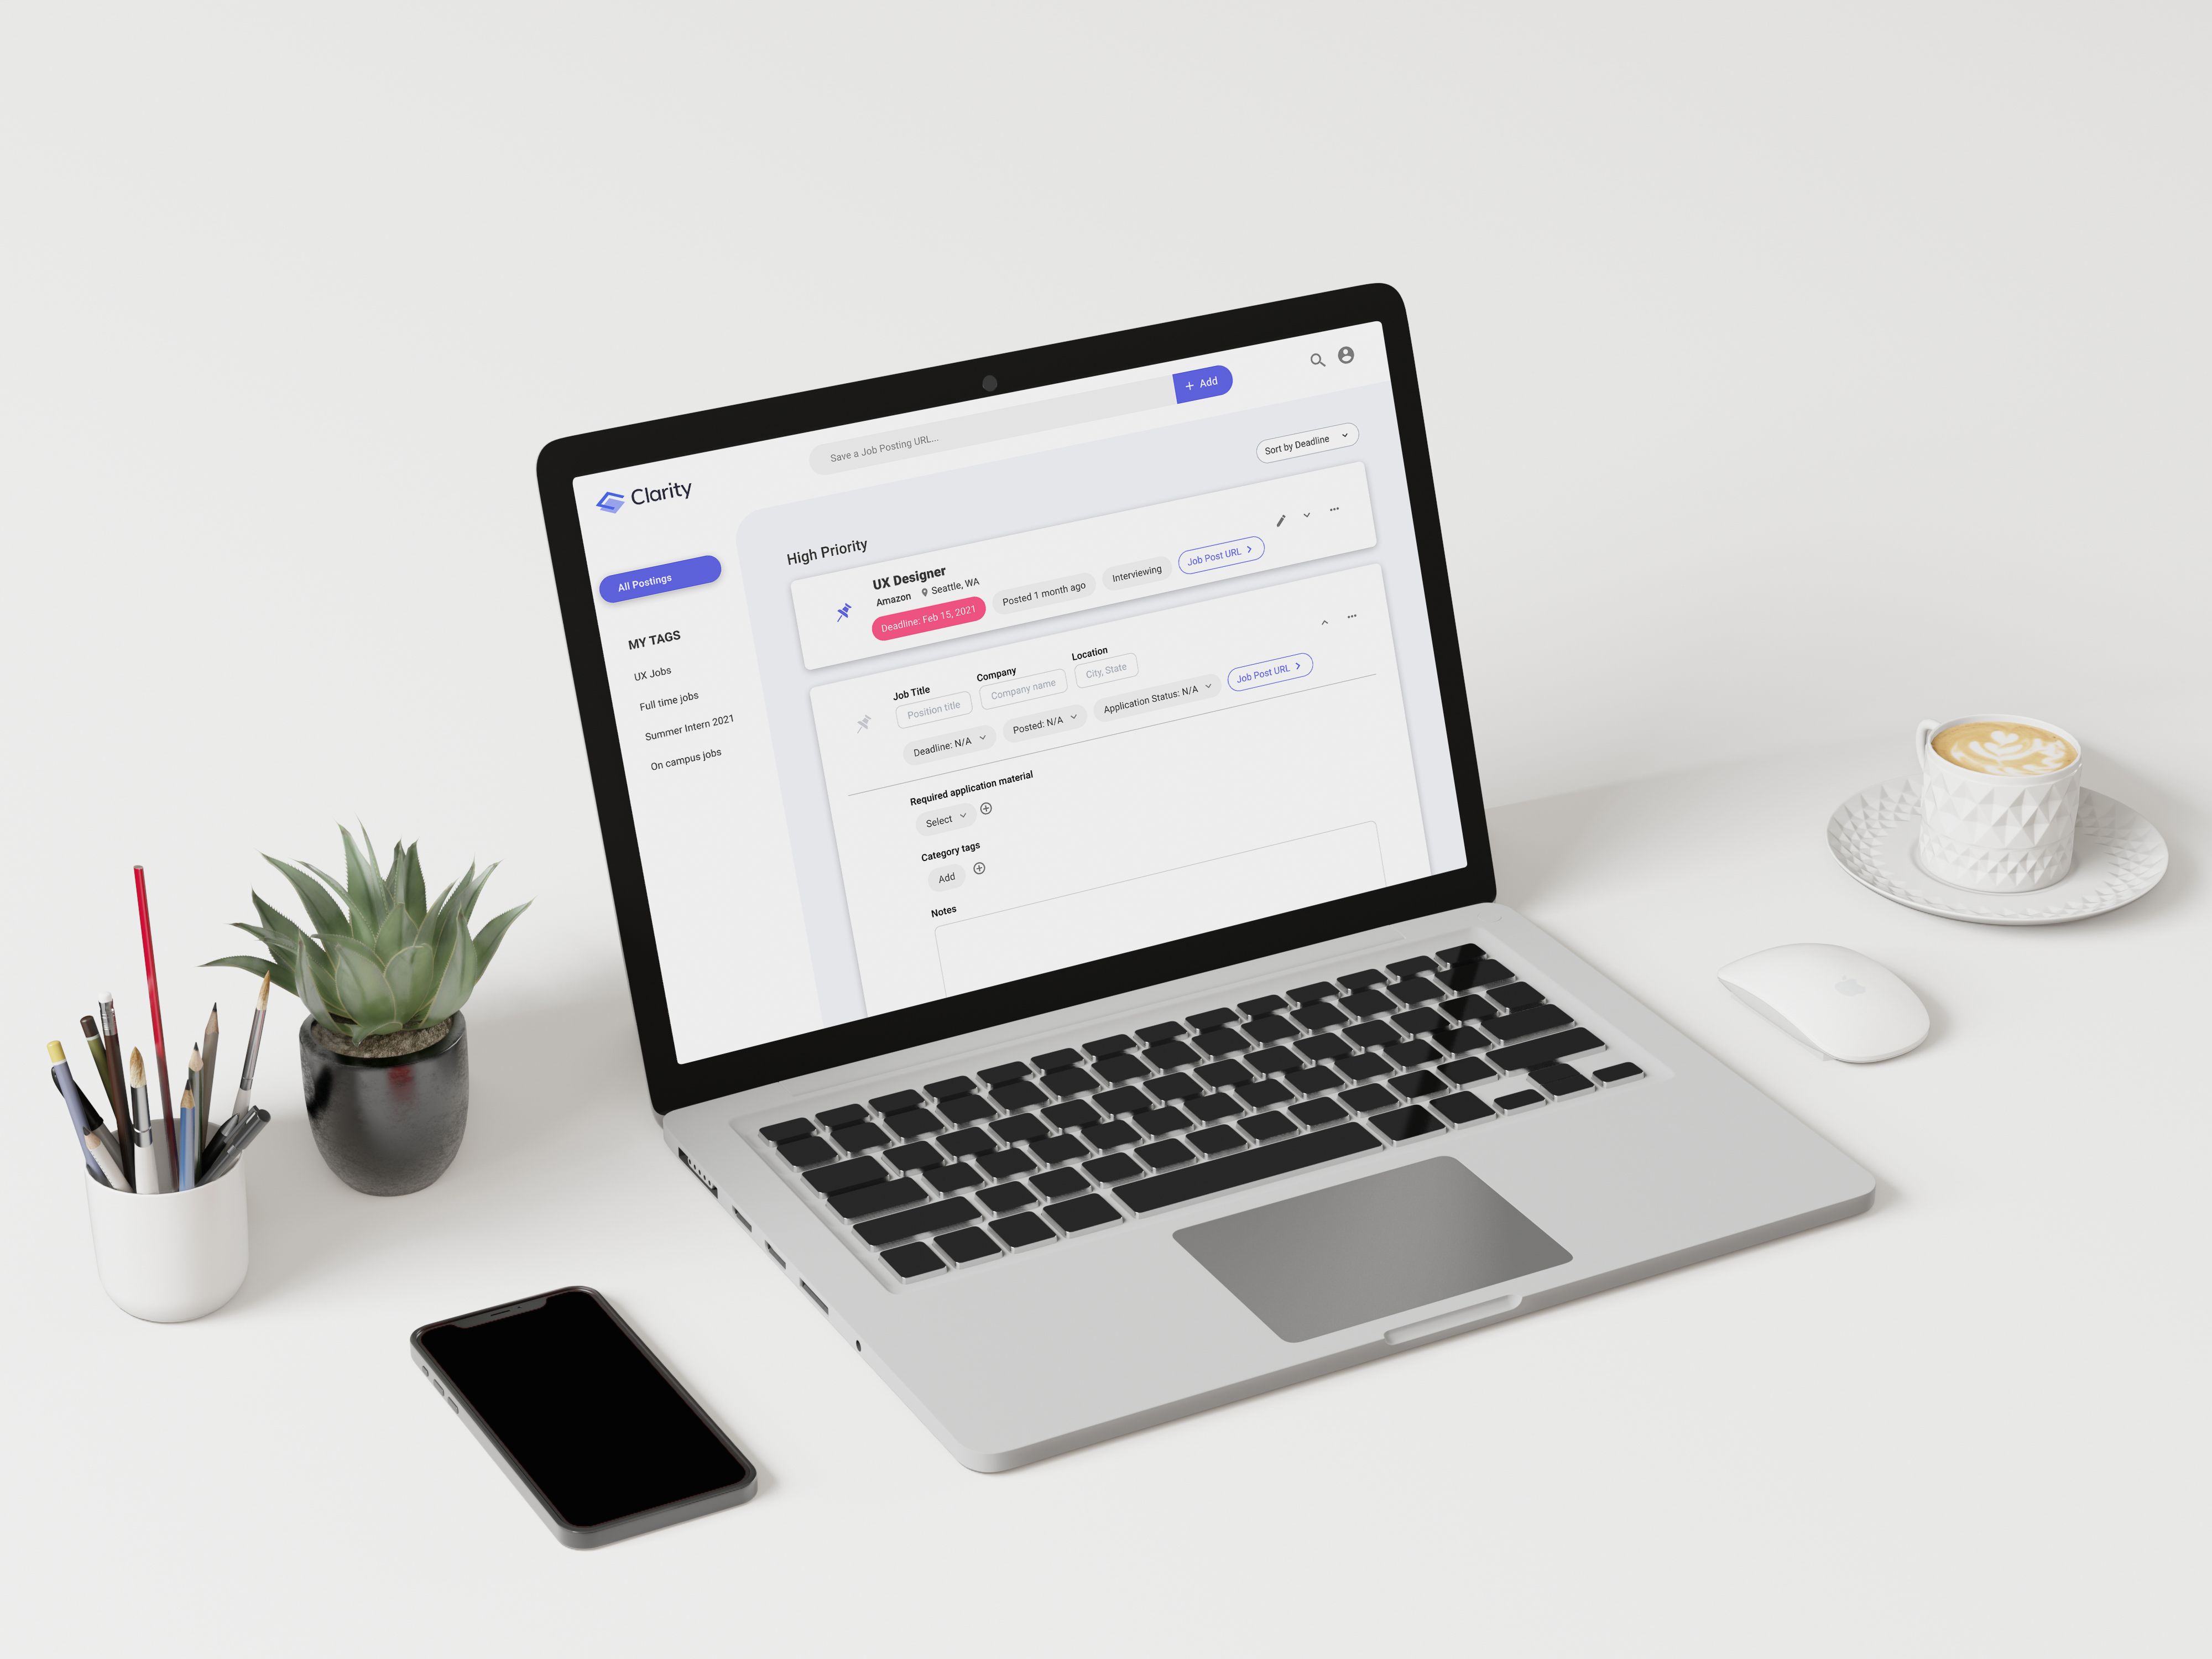 Clarity
Save a Job Posting URL...
+ Add
All Postings
MY TAGS
UX Jobs
Full time jobs
Summer Intern 2021
On campus jobs
High Priority
Sort by Deadline
UX Designer
Amazon Seattle, WA
Deadline: Feb 15, 2021
Posted 1 month ago
Interviewing
Job Post URL
Job Title
Company
Location
Position title
Company name
City, State
Deadline: N/A
Posted: N/A
Application Status: N/A
Job Post URL
Required application material
Select
Category tags
Add
Notes